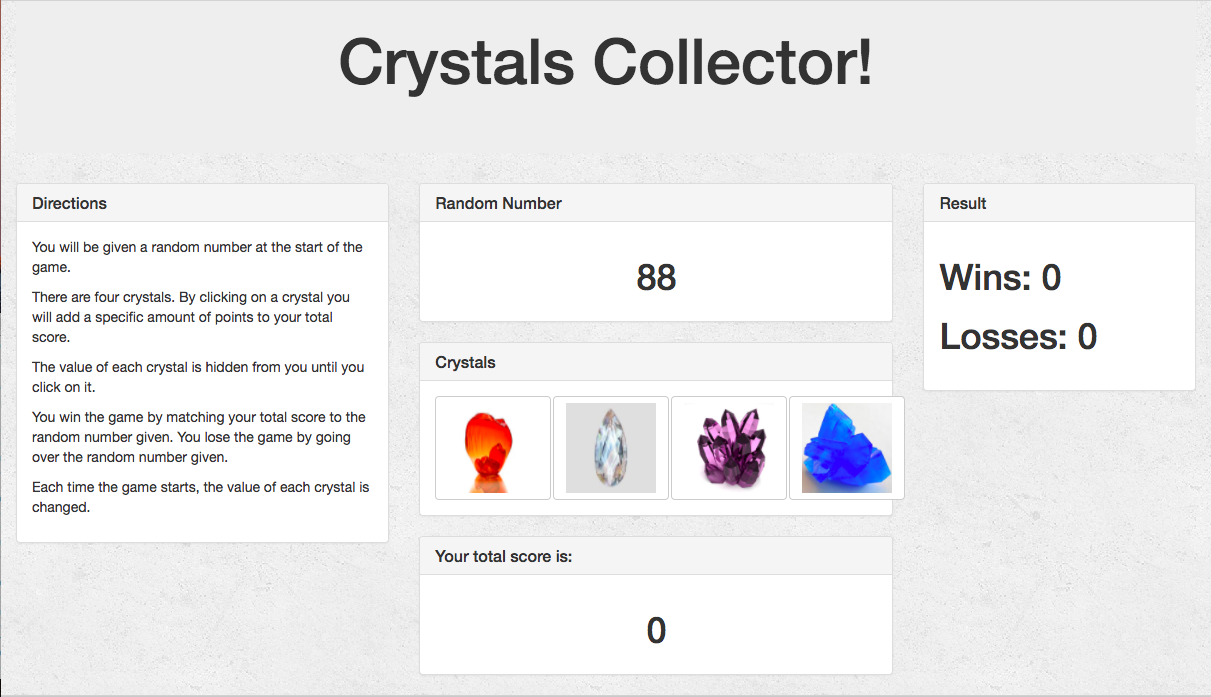 Crystals Collector!
Directions
You will be given a random number at the start of the
game.
There are four crystals. By clicking on a crystal you
will add a specific amount of points to your total
score.
The value of each crystal is hidden from you until you
click on it.
You win the game by matching your total score to the
random number given. You lose the game by going
over the random number given.
Each time the game starts, the value of each crystal is
changed.
Random Number
88
Crystals
Your total score is:
0
Result
Wins: 0
Losses: 0